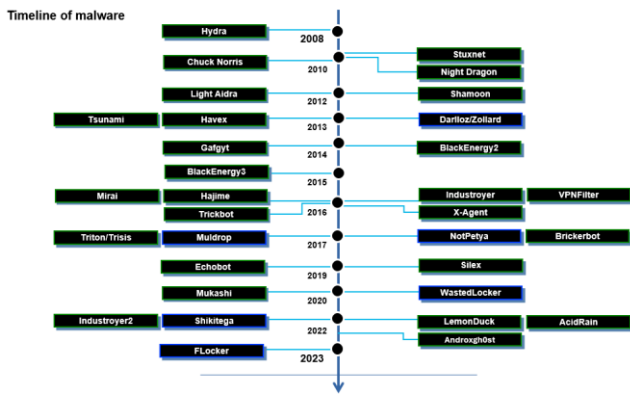 Timeline of malware
Hydra
2008
Chuck Norris
Stuxnet
Night Dragon
2010
Light Aidra
Shamoon
2012
Tsunami Havex Darlloz/Zollard
2013
Gafgyt BlackEnergy2
2014
BlackEnergy3
2015
Mirai Hajime Industroyer VPNFilter
Trickbot X-Agent
2016
Triton/Trisis Muldrop NotPetya Brickerbot
2017
Echobot Silex
2019
Mukashi WastedLocker
2020
Industroyer2 Shikitega LemonDuck AcidRain
2022
Androxgh0st
FLocker
2023